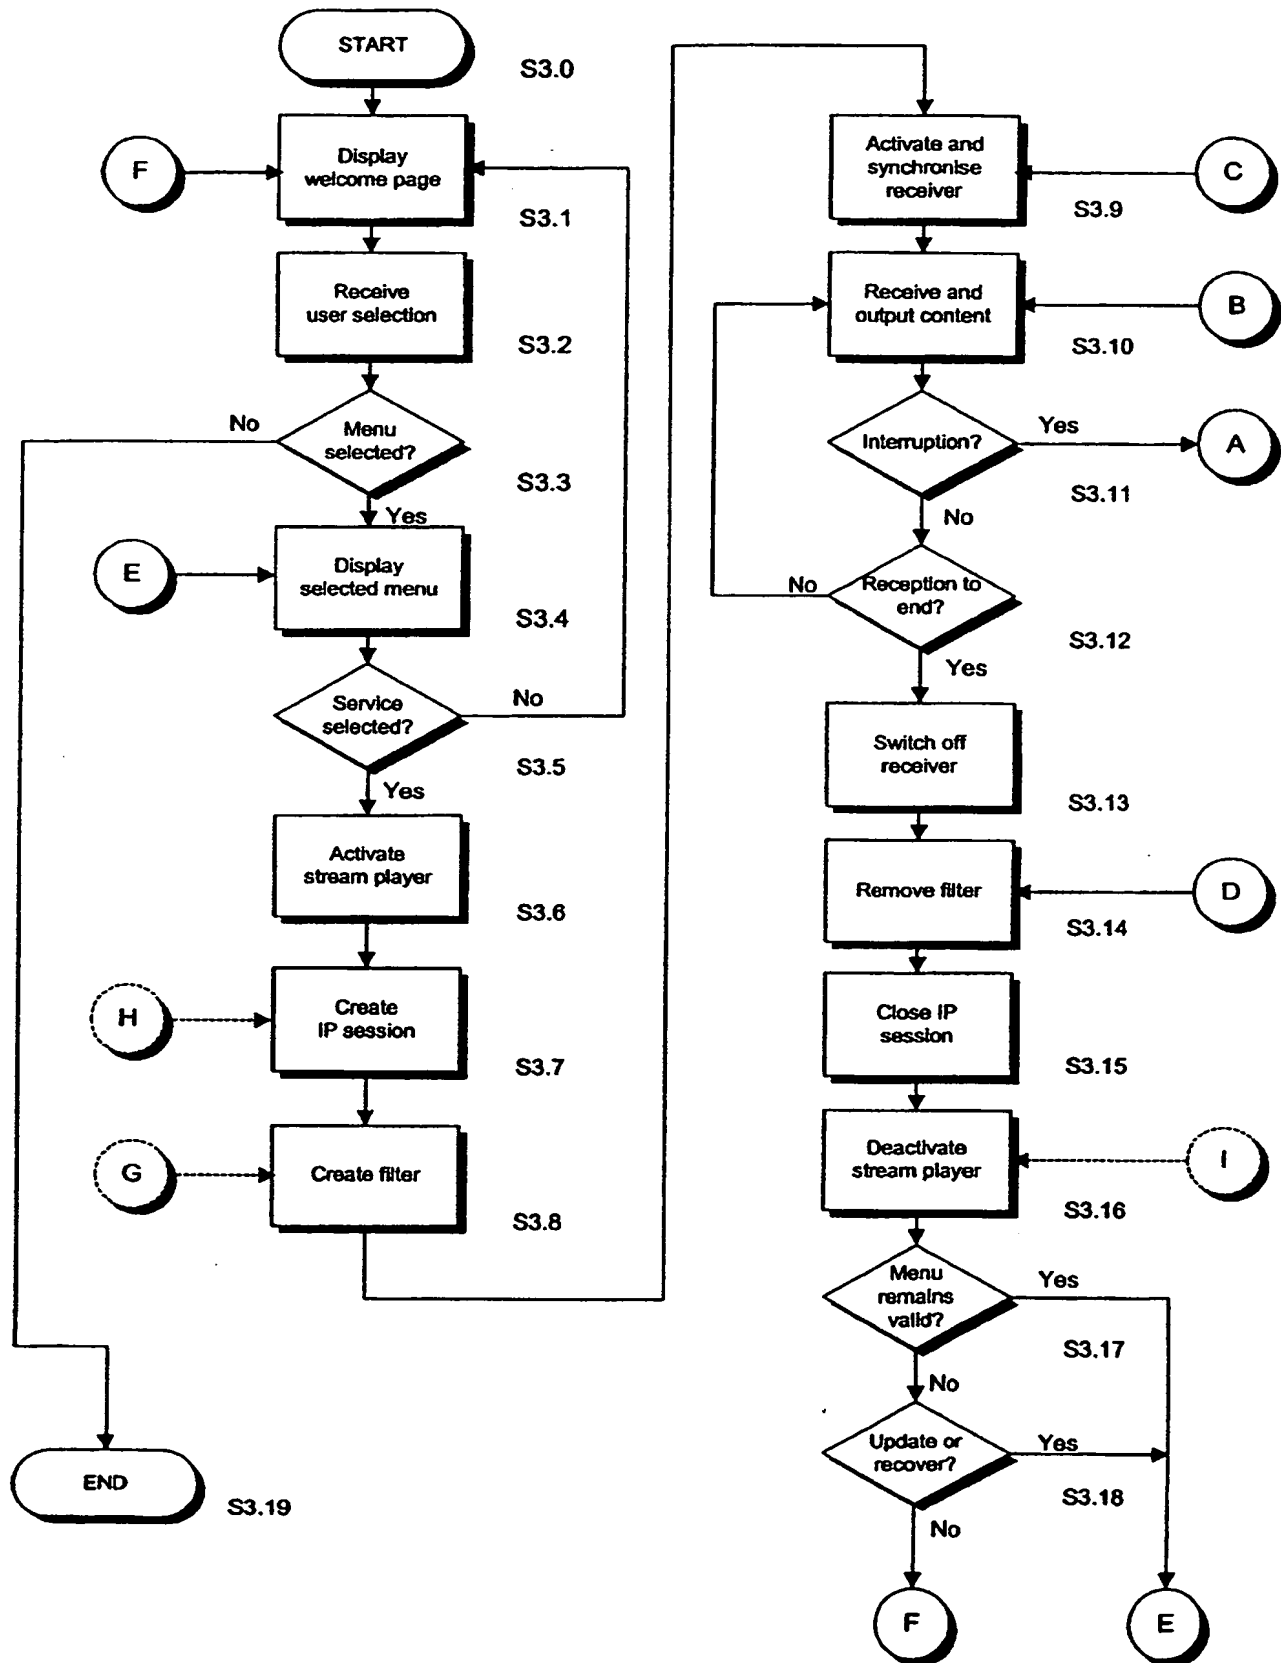 START
S3.0
F
Display
welcome page
S3.1
Receive
user selection
S3.2
No
Menu
selected?
S3.3
Yes
E
Display
selected menu
S3.4
Service
selected?
No
S3.5
Yes
Activate
stream player
S3.6
H
Create
IP session
S3.7
G
Create filter
S3.8
END
S3.19
Activate and
synchronise
receiver
C
S3.9
Receive and
output content
B
S3.10
Interruption?
Yes
A
S3.11
No
No
Reception to
end?
S3.12
Yes
Switch off
receiver
S3.13
Remove filter
D
S3.14
Close IP
session
S3.15
Deactivate
stream player
I
S3.16
Menu
remains
valid?
Yes
S3.17
No
Update or
recover?
Yes
S3.18
No
F
E